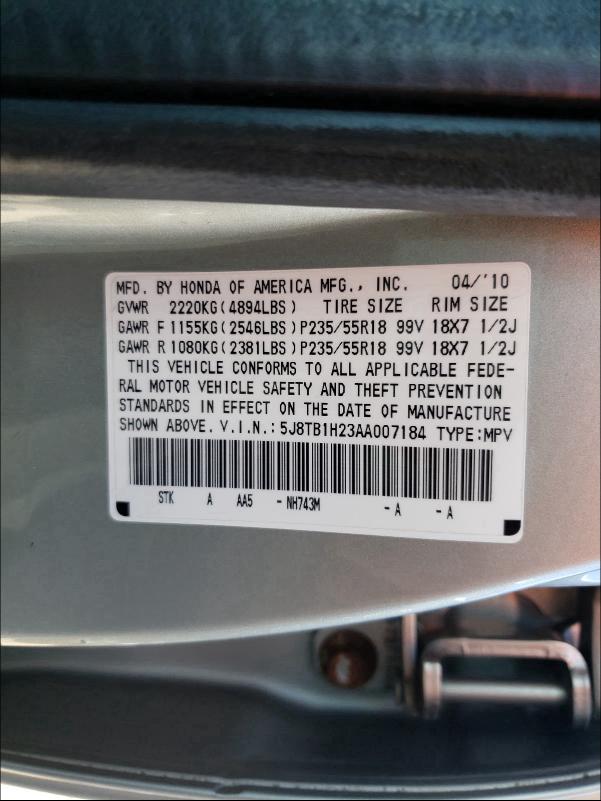 MFD. BY HONDA OF AMERICA MFG., INC. 04/'10
GVWR 2220KG(4894LBS) TIRE SIZE RIM SIZE
GAWR F 1155KG(2546LBS)P235/55R18 99V 18X7 1/2J
GAWR R 1080KG(2381LBS)P235/55R18 99V 18X7 1/2J
THIS VEHICLE CONFORMS TO ALL APPLICABLE FEDE-
RAL MOTOR VEHICLE SAFETY AND THEFT PREVENTION
STANDARDS IN EFFECT ON THE DATE OF MANUFACTURE
SHOWN ABOVE. V.I.N.:5J8TB1H23AA007184 TYPE:MPV
STK A AA5 -NH743M -A -A